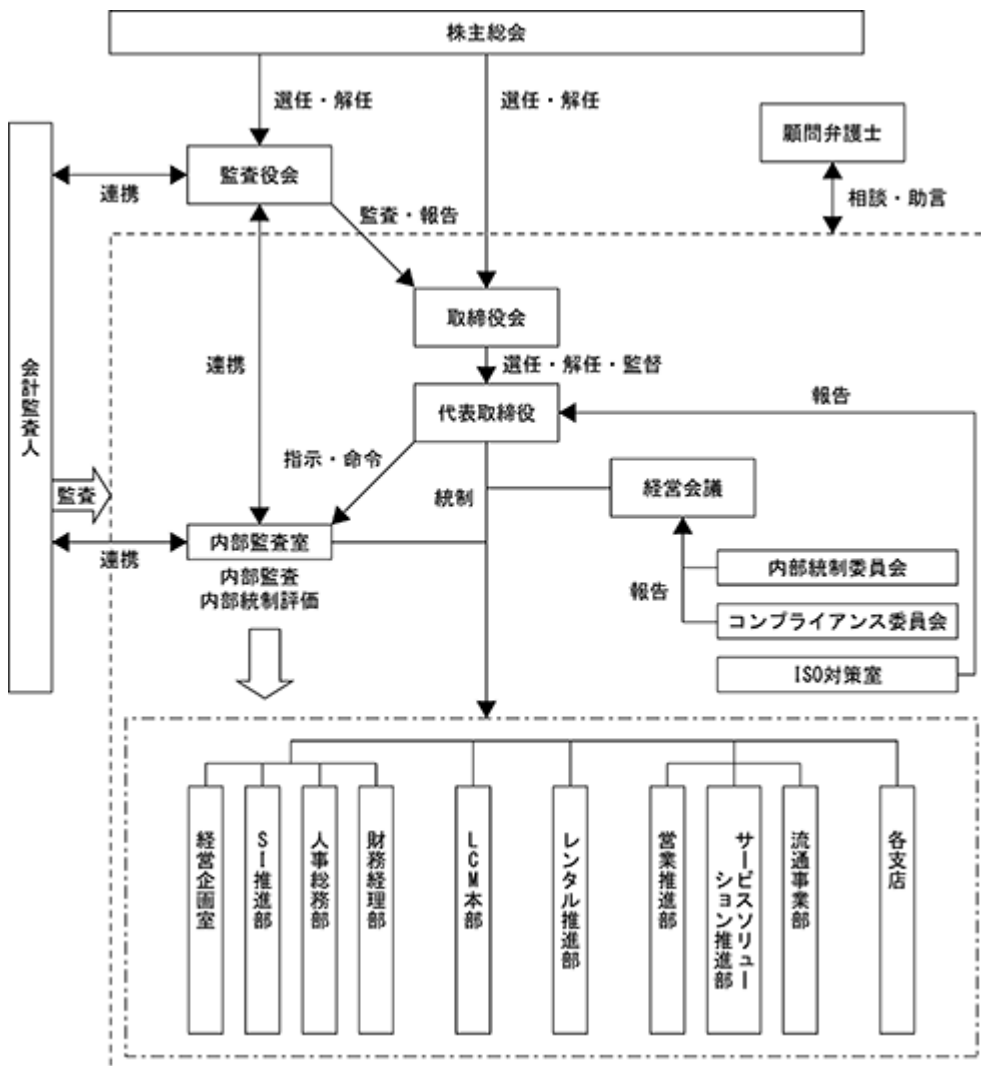 株主総会
選任・解任
選任・解任
顧問弁護士
監査役会
連携
相談・助言
監査・報告
取締役会
会計監査人
連携
選任・解任・監督
代表取締役
報告
指示・命令
経営会議
監査
統制
内部監査室
連携
内部監査
内部統制評価
内部統制委員会
報告
コンプライアンス委員会
ISO対策室
経営企画室
SI推進部
人事総務部
財務経理部
LCM本部
レンタル推進部
営業推進部
サービスソリュー
ション推進部
流通事業部
各支店